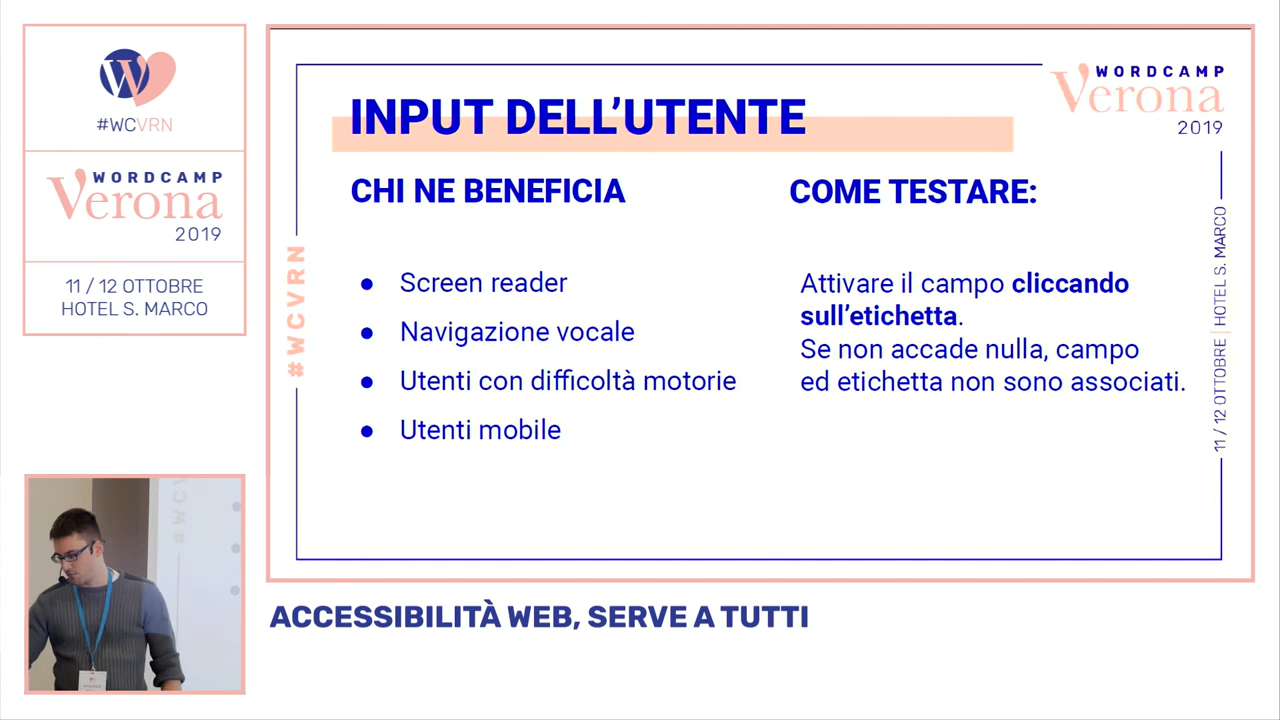 #WCVRN
WORDCAMP
Verona
2019
11 / 12 OTTOBRE
HOTEL S. MARCO
WORDCAMP
Verona
2019
INPUT DELL’UTENTE
CHI NE BENEFICIA
● Screen reader
● Navigazione vocale
● Utenti con difficoltà motorie
● Utenti mobile
COME TESTARE:
Attivare il campo cliccando
sull’etichetta.
Se non accade nulla, campo
ed etichetta non sono associati.
#WCVRN
11 / 12 OTTOBRE | HOTEL S. MARCO
#WC
ACCESSIBILITÀ WEB, SERVE A TUTTI